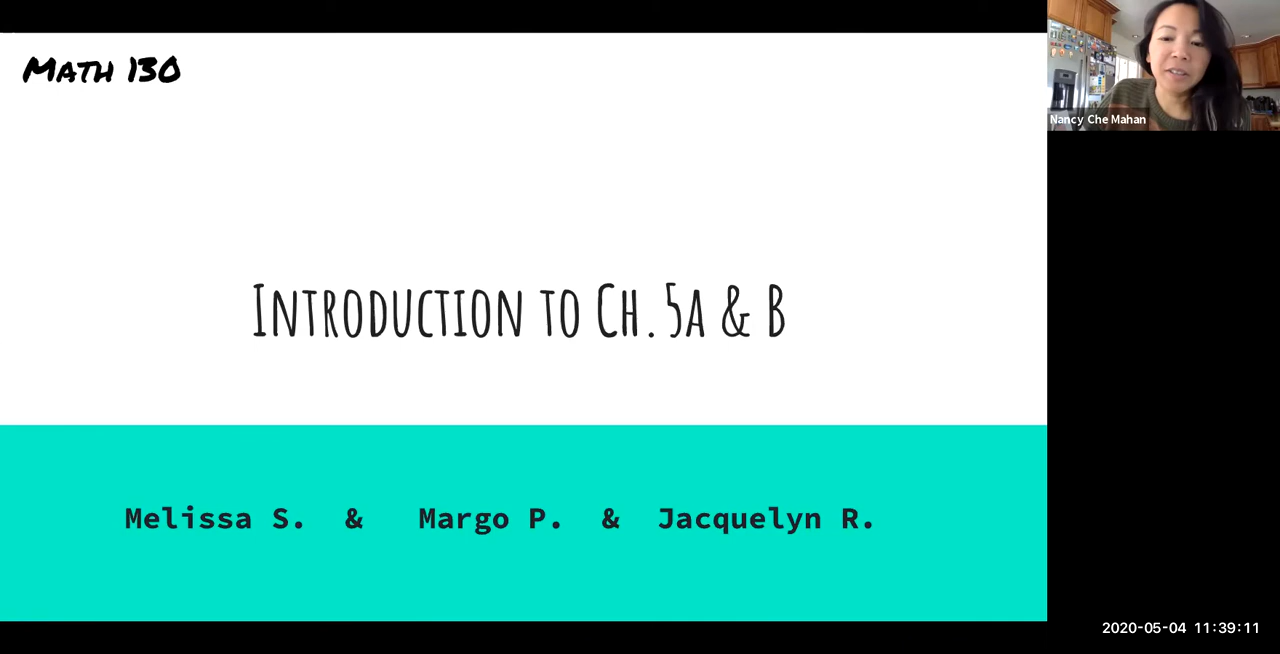 Math 130
Nancy Che Mahan
Introduction to Ch. 5A & B
Melissa S. & Margo P. & Jacquelyn R.
2020-05-04 11:39:11